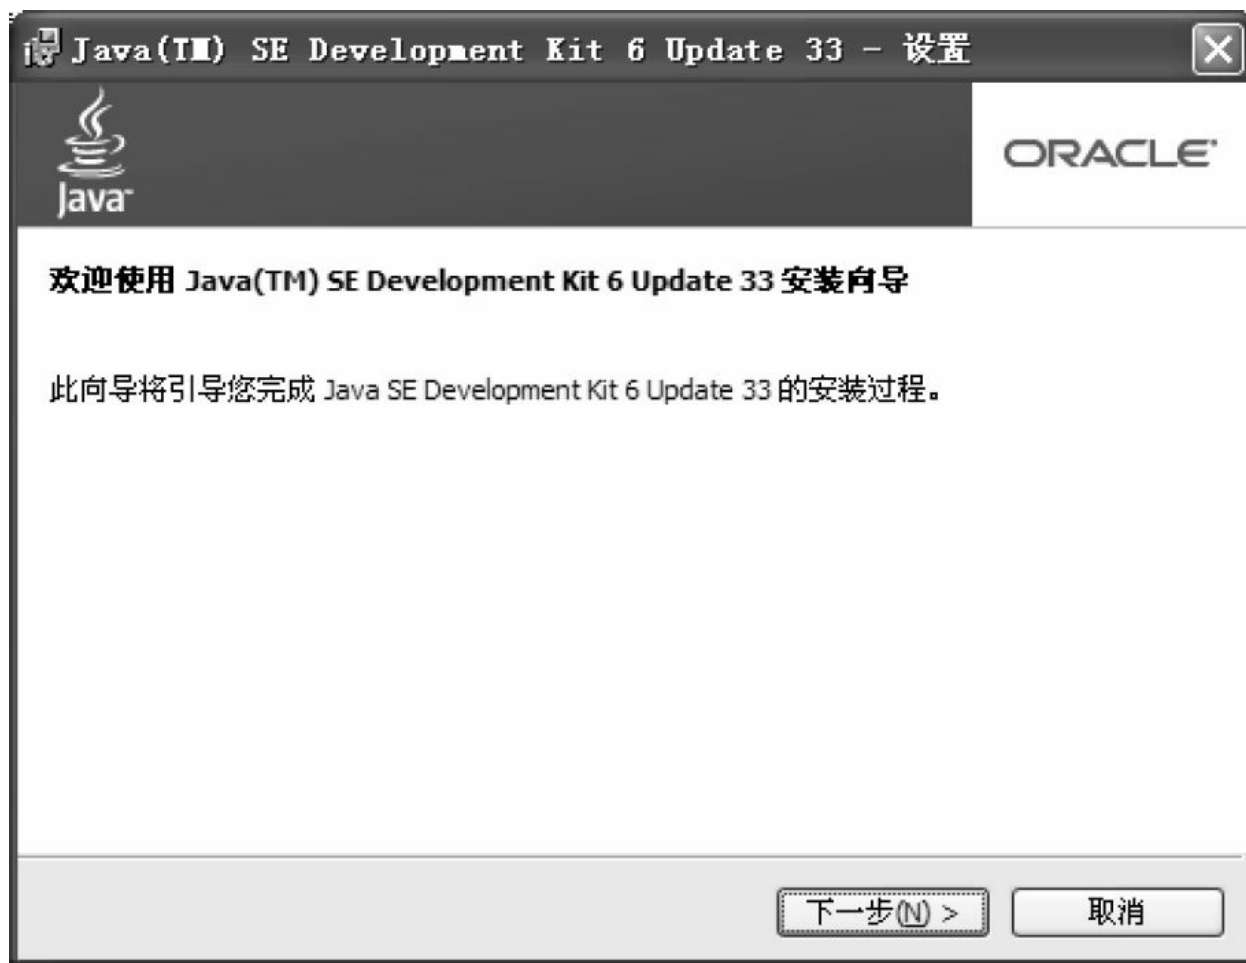 Java(TM) SE Development Kit 6 Update 33 - 设置
Java™
ORACLE®
欢迎使用 Java(TM) SE Development Kit 6 Update 33 安装向导
此向导将引导您完成 Java SE Development Kit 6 Update 33 的安装过程。
下一步(N) >
取消